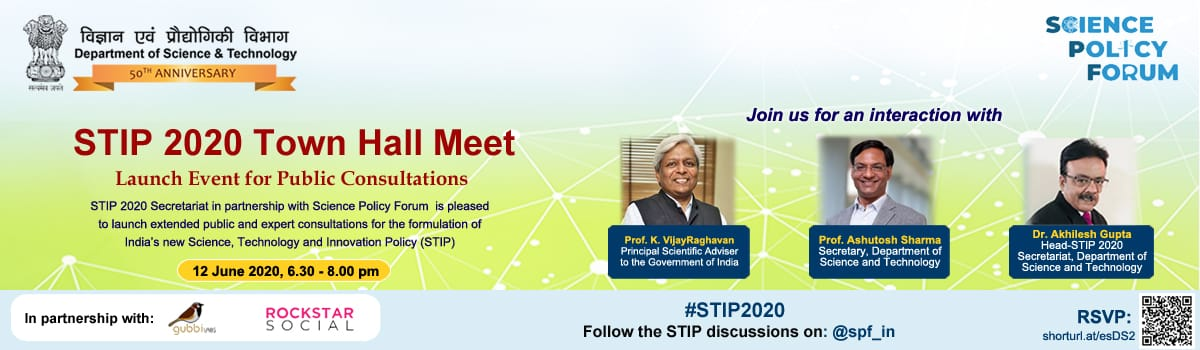 विज्ञान एवं प्रौद्योगिकी विभाग
Department of Science & Technology
50TH ANNIVERSARY
सत्यमेव जयते
SCIENCE
POLICY
FORUM
STIP 2020 Town Hall Meet
Launch Event for Public Consultations
STIP 2020 Secretariat in partnership with Science Policy Forum is pleased
to launch extended public and expert consultations for the formulation of
India's new Science, Technology and Innovation Policy (STIP)
12 June 2020, 6.30 - 8.00 pm
Join us for an interaction with
Prof. K. VijayRaghavan
Principal Scientific Adviser
to the Government of India
Prof. Ashutosh Sharma
Secretary, Department of
Science and Technology
Dr. Akhilesh Gupta
Head-STIP 2020
Secretariat, Department of
Science and Technology
In partnership with:
gubbi LABS
ROCKSTAR
SOCIAL
#STIP2020
Follow the STIP discussions on: @spf_in
RSVP:
shorturl.at/esDS2